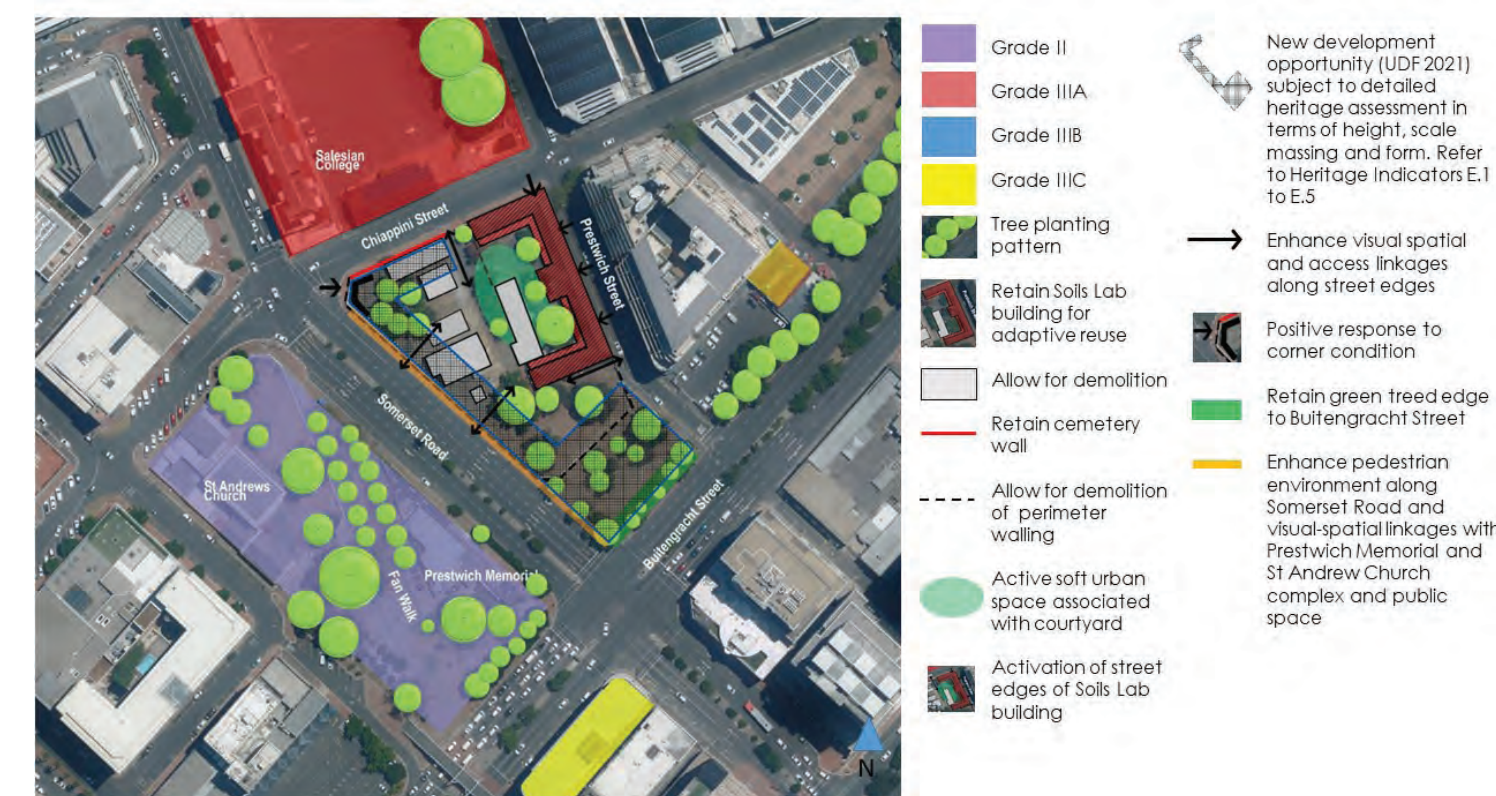 Salesian
College
Chiappini Street
Prestwich Street
Somerset Road
St Andrews
Church
Fan Walk
Prestwich Memorial
Buitengracht Street
N
Grade II
Grade IIIA
Grade IIIB
Grade IIIC
Tree planting
pattern
Retain Soils Lab
building for
adaptive reuse
Allow for demolition
Retain cemetery
wall
Allow for demolition
of perimeter
walling
Active soft urban
space associated
with courtyard
Activation of street
edges of Soils Lab
building
New development
opportunity (UDF 2021)
subject to detailed
heritage assessment in
terms of height, scale
massing and form. Refer
to Heritage Indicators E.1
to E.5
Enhance visual spatial
and access linkages
along street edges
Positive response to
corner condition
Retain green treed edge
to Buitengracht Street
Enhance pedestrian
environment along
Somerset Road and
visual-spatial linkages with
Prestwich Memorial and
St Andrew Church
complex and public
space